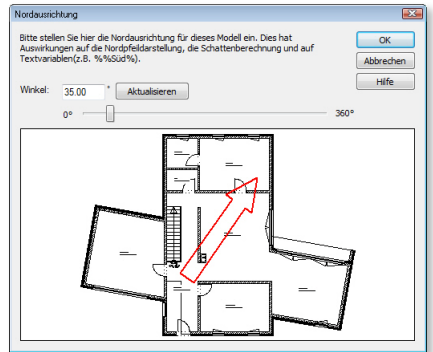 Nordausrichtung
Bitte stellen Sie hier die Nordausrichtung für dieses Modell ein. Dies hat
Auswirkungen auf die Nordpfeildarstellung, die Schattenberechnung und auf
Textvariablen(z.B. %%Süd%).
OK
Abbrechen
Hilfe
Winkel: 35.00 ° Aktualisieren
0° 360°